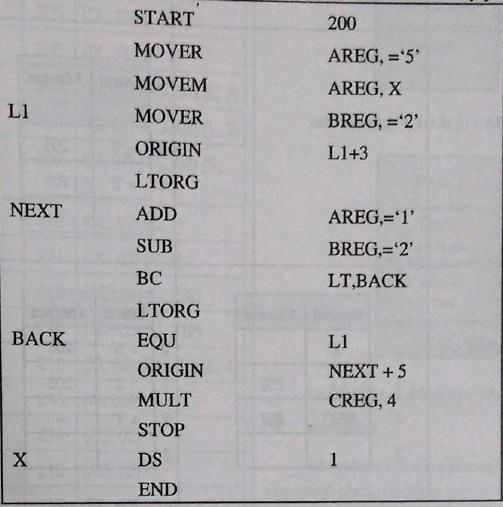 START 200
MOVER AREG, =‘5’
MOVEM AREG, X
L1 MOVER BREG, =‘2’
ORIGIN L1+3
LTORG
NEXT ADD AREG,=‘1’
SUB BREG,=‘2’
BC LT,BACK
LTORG
BACK EQU L1
ORIGIN NEXT + 5
MULT CREG, 4
STOP
X DS 1
END